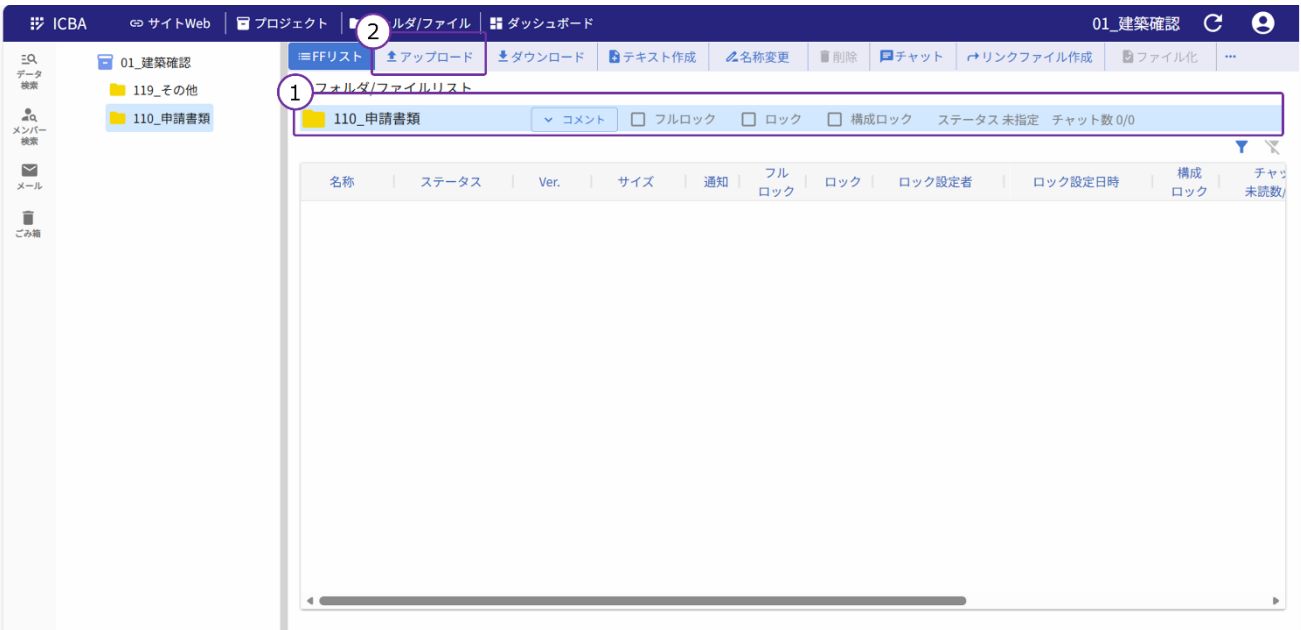 ICBA サイトWeb プロジェクト ルダ/ファイル ダッシュボード 01_建築確認
2
FFリスト アップロード ダウンロード テキスト作成 名称変更 削除 チャット リンクファイル作成 ファイル化 …
データ
検索
メンバー
検索
メール
ごみ箱
01_建築確認
119_その他
110_申請書類
1
フォルダ/ファイルリスト
110_申請書類 コメント フルロック ロック 構成ロック ステータス 未指定 チャット数 0/0
名称 ステータス Ver. サイズ 通知 フル ロック ロック設定者 ロック設定日時 構成 チャッ
ロック ロック 未読数/